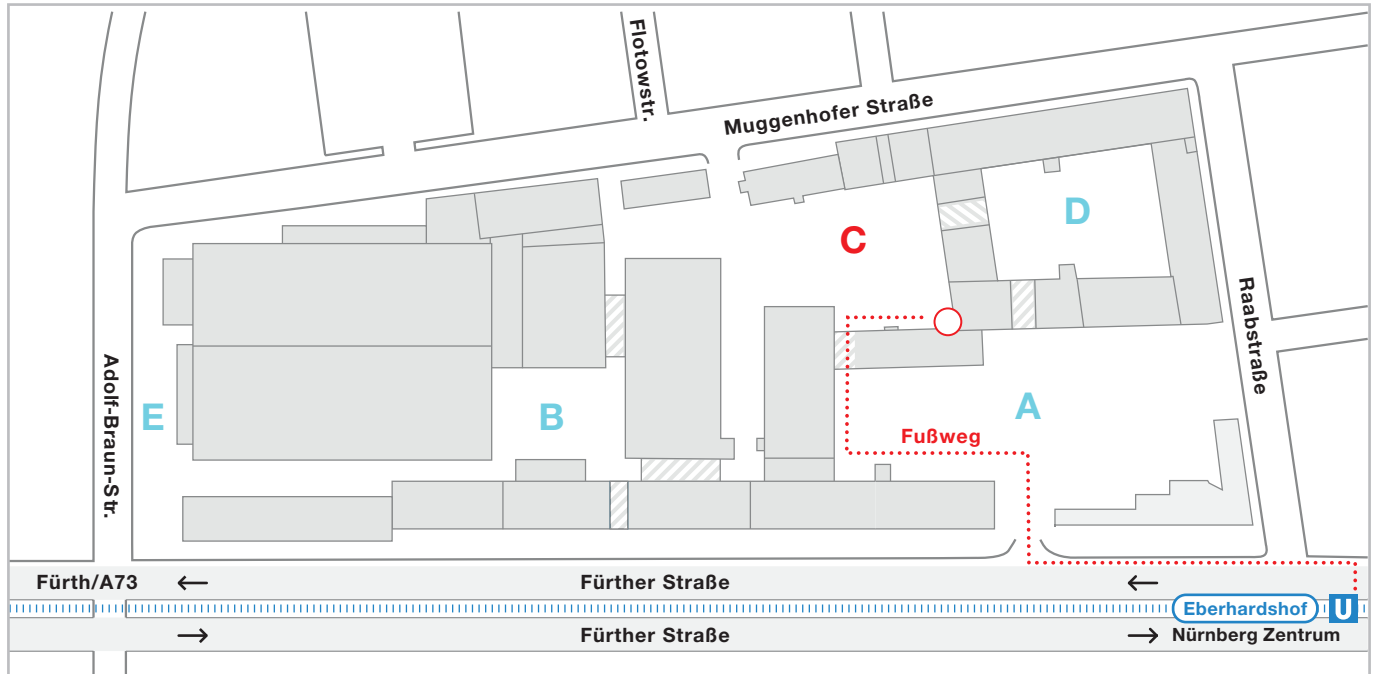 Flotowstr.
Muggenhofer Straße
C
D
Raabstraße
Adolf-Braun-Str.
E
B
A
Fußweg
Fürth/A73
Fürther Straße
Eberhardshof
U
Fürther Straße
Nürnberg Zentrum